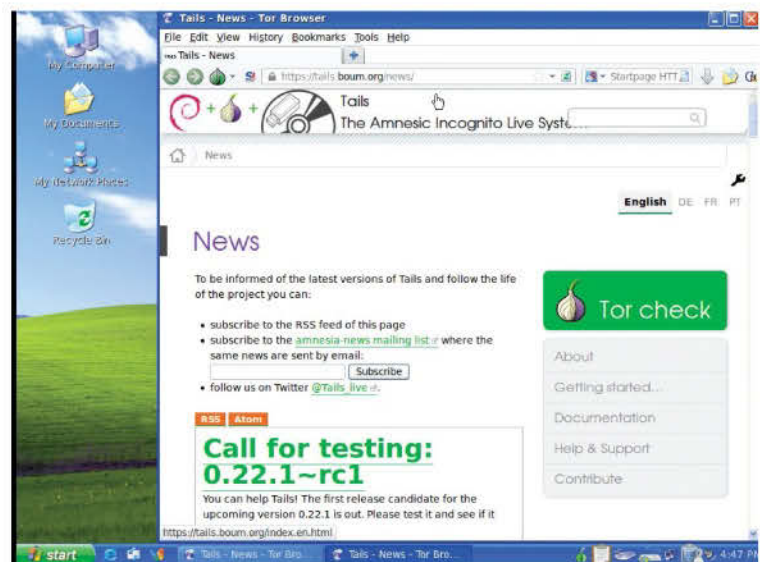 Tails - News - Tor Browser
File Edit View History Bookmarks Tools Help
Tails - News
https://tails.boum.org/news/
Startpage HTT
Tails
The Amnesic Incognito Live Syst
News
English DE FR PT
News
To be informed of the latest versions of Tails and follow the life
of the project you can:
• subscribe to the RSS feed of this page
• subscribe to the amnesia-news mailing list where the
same news are sent by email:
Subscribe
• follow us on Twitter @Tails_live.
RSS Atom
Call for testing:
0.22.1~rc1
You can help Tails! The first release candidate for the
upcoming version 0.22.1 is out. Please test it and see if it
https://tails.boum.org/index.en.html
Tor check
About
Getting started...
Documentation
Help & Support
Contribute
My Computer
My Documents
My Network Places
Recycle Bin
start
Tails - News - Tor Bro...
Tails - News - Tor Bro...
4:47 PM